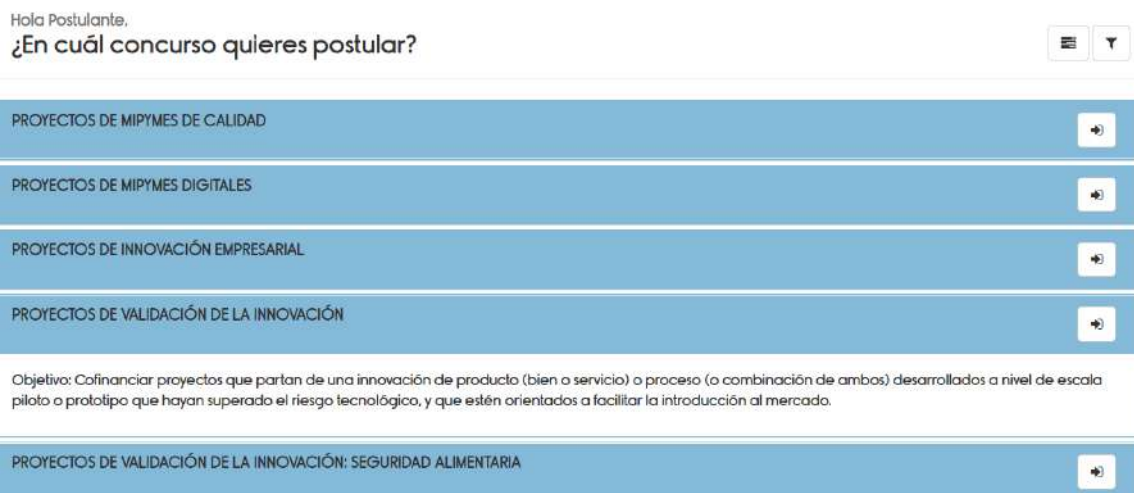 Hola Postulante,
¿En cuál concurso quieres postular?
PROYECTOS DE MIPYMES DE CALIDAD
PROYECTOS DE MIPYMES DIGITALES
PROYECTOS DE INNOVACIÓN EMPRESARIAL
PROYECTOS DE VALIDACIÓN DE LA INNOVACIÓN
Objetivo: Cofinanciar proyectos que partan de una innovación de producto (bien o servicio) o proceso (o combinación de ambos) desarrollados a nivel de escala
piloto o prototipo que hayan superado el riesgo tecnológico, y que estén orientados a facilitar la introducción al mercado.
PROYECTOS DE VALIDACIÓN DE LA INNOVACIÓN: SEGURIDAD ALIMENTARIA